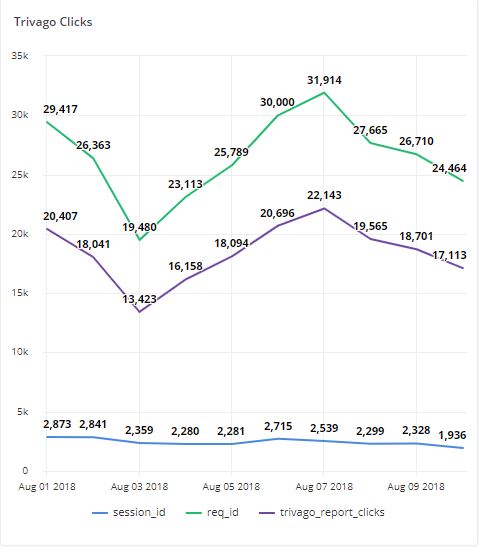 Trivago Clicks
35k
31,914
30k
29,417
30,000
27,665
26,363
26,710
25,789
25k
24,464
23,113
22,143
20,407
20,696
20k
19,480
19,565
18,041
18,094
18,701
17,113
16,158
15k
13,423
10k
5k
2,873 2,841 2,359 2,280 2,281 2,715 2,539 2,299 2,328 1,936
0
Aug 01 2018 Aug 03 2018 Aug 05 2018 Aug 07 2018 Aug 09 2018
session_id req_id trivago_report_clicks